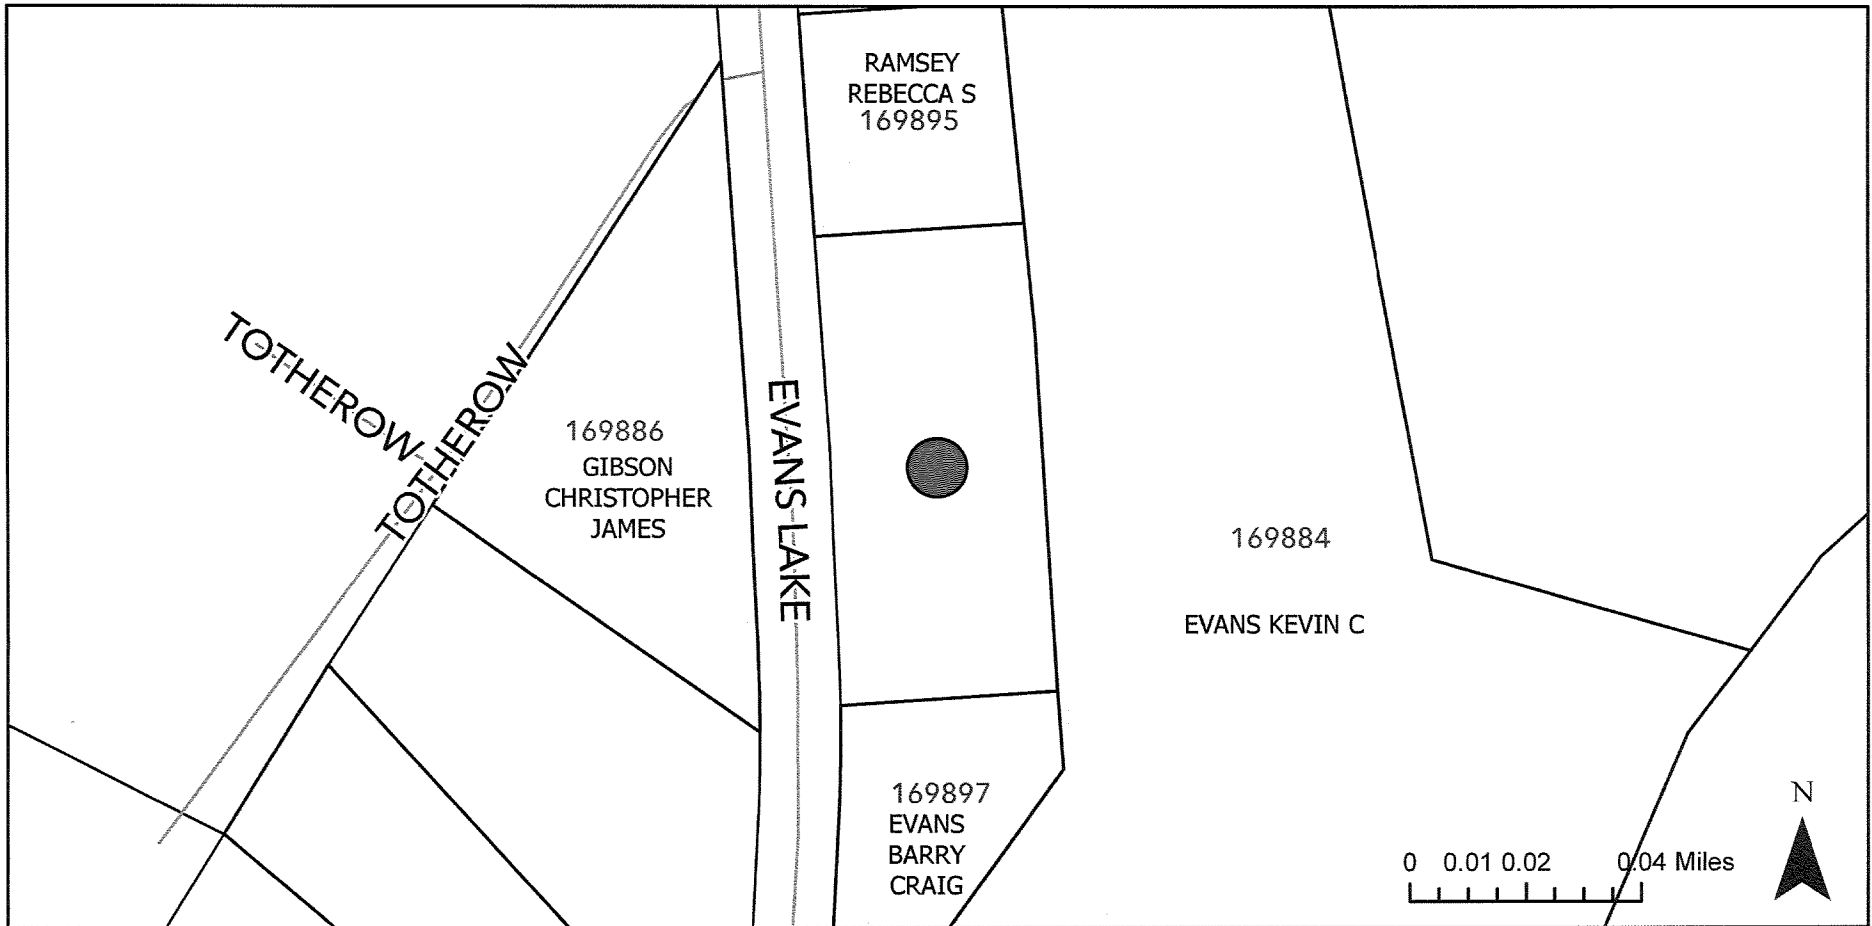 RAMSEY
REBECCA S
169895
TOTHEROW
TOTHEROW
169886
GIBSON
CHRISTOPHER
JAMES
EVANS LAKE
169884
EVANS KEVIN C
169897
EVANS
BARRY
CRAIG
N
0 0.01 0.02 0.04 Miles